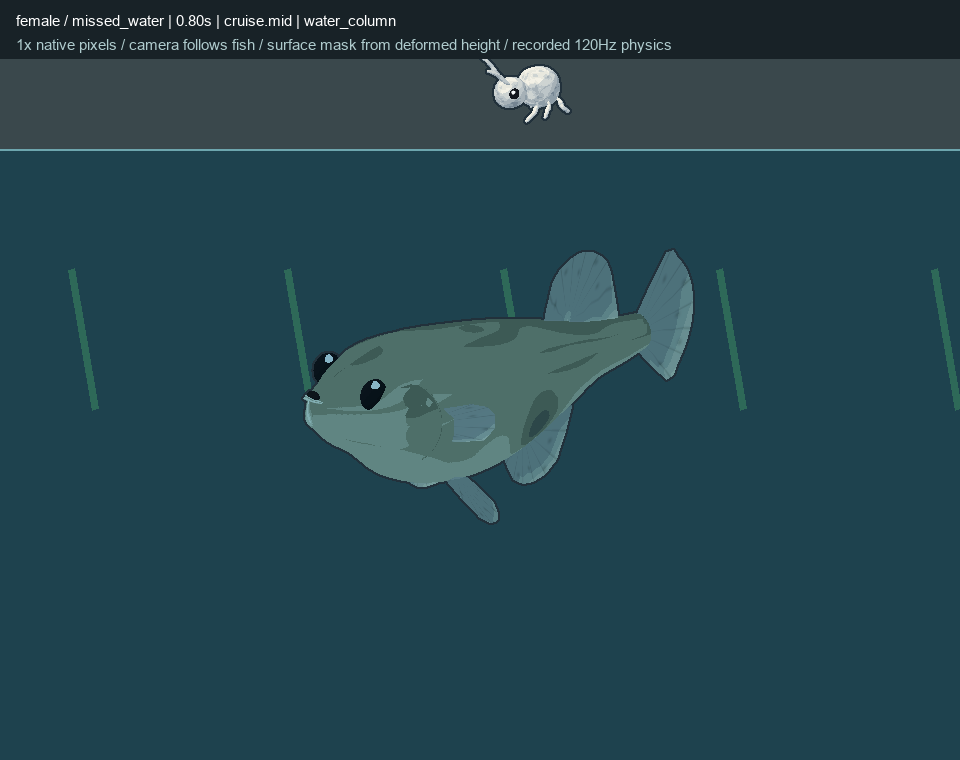 female / missed_water | 0.80s | cruise.mid | water_column
1x native pixels / camera follows fish / surface mask from deformed height / recorded 120Hz physics